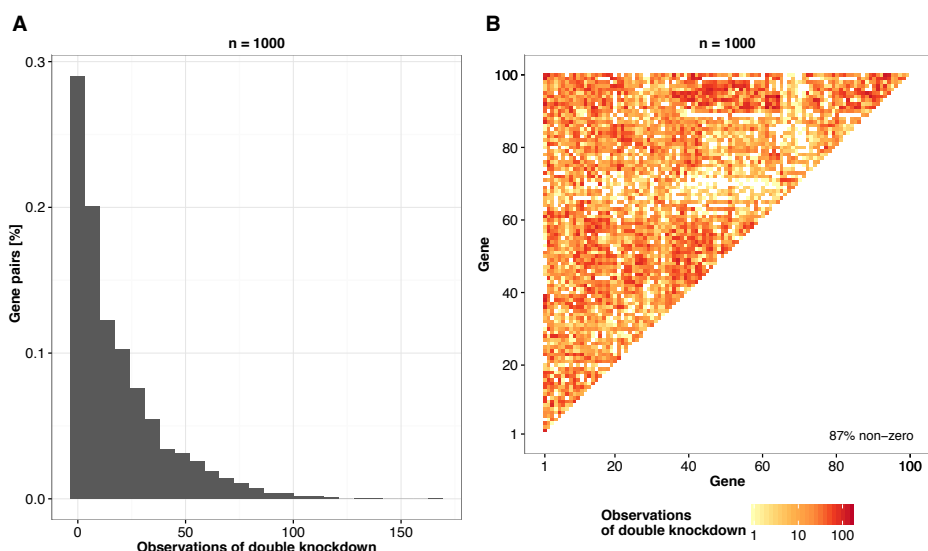 A
n = 1000
Gene pairs [%]
0.3
0.2
0.1
0.0
0
50
100
150
Observations of double knockdown
B
n = 1000
Gene
100
80
60
40
20
1
87% non−zero
1
20
40
60
80
100
Gene
Observations
of double knockdown
1
10
100